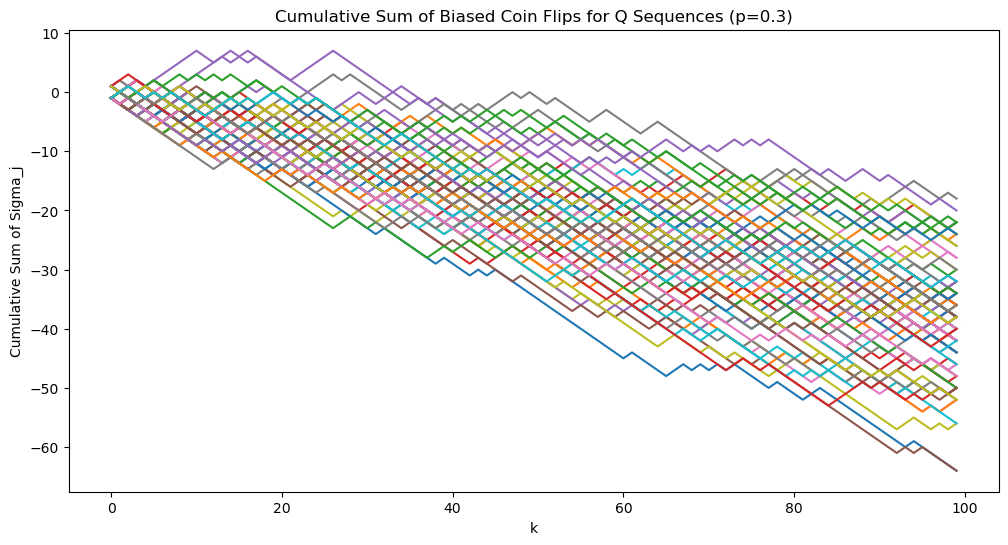 Cumulative Sum of Biased Coin Flips for Q Sequences (p=0.3)
10
0
−10
−20
−30
−40
−50
−60
Cumulative Sum of Sigma_j
0 20 40 60 80 100
k